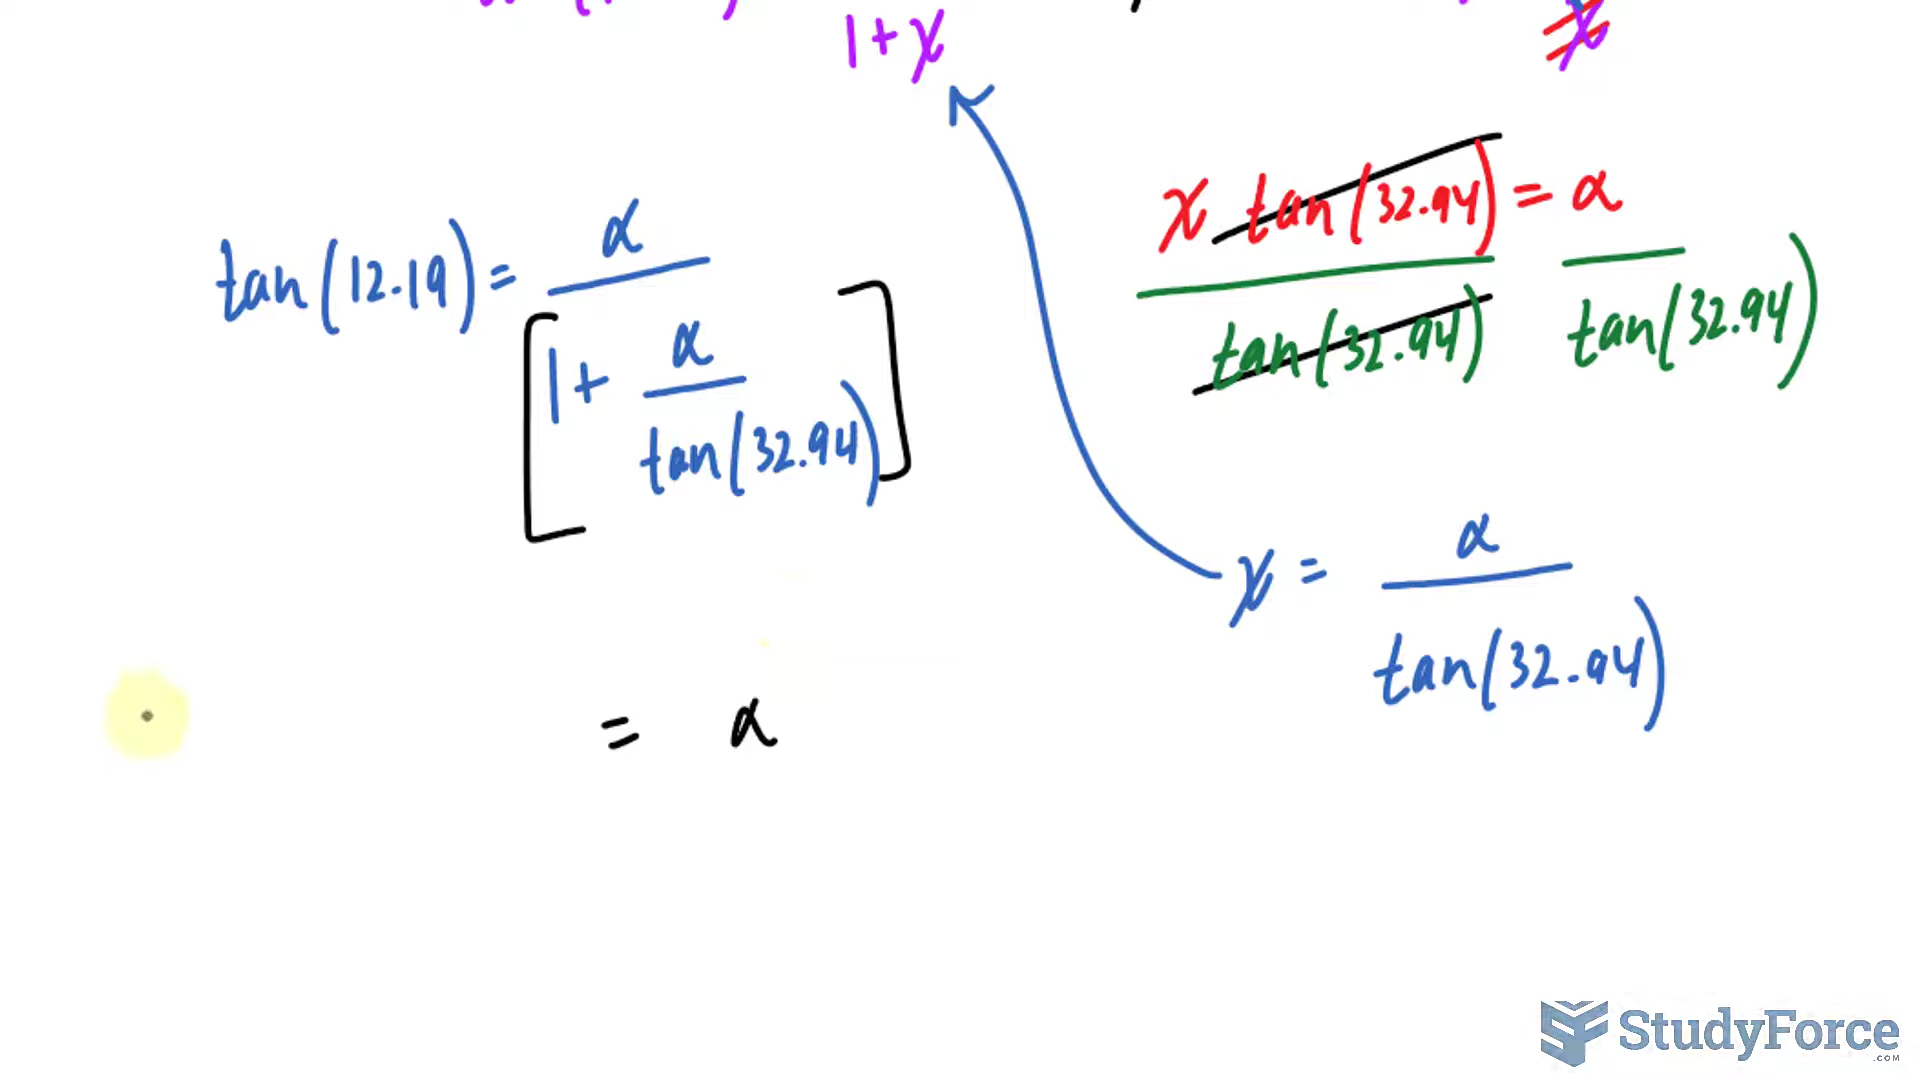 1 + x
x
x tan(32.94) = α
tan(32.94) tan(32.94)
tan(12.19) = α
1 + α
tan(32.94)
x = α
tan(32.94)
= α
StudyForce
.COM